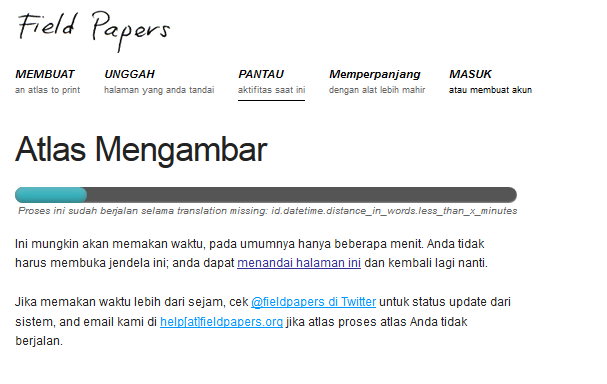 Field Papers
MEMBUAT UNGGAH PANTAU Memperpanjang MASUK
an atlas to print halaman yang anda tandai aktifitas saat ini dengan alat lebih mahir atau membuat akun
Atlas Mengambar
Proses ini sudah berjalan selama translation missing: id.datetime.distance_in_words.less_than_x_minutes
Ini mungkin akan memakan waktu, pada umumnya hanya beberapa menit. Anda tidak
harus membuka jendela ini; anda dapat menandai halaman ini dan kembali lagi nanti.
Jika memakan waktu lebih dari sejam, cek @fieldpapers di Twitter untuk status update dari
sistem, and email kami di help[at]fieldpapers.org jika atlas proses atlas Anda tidak
berjalan.